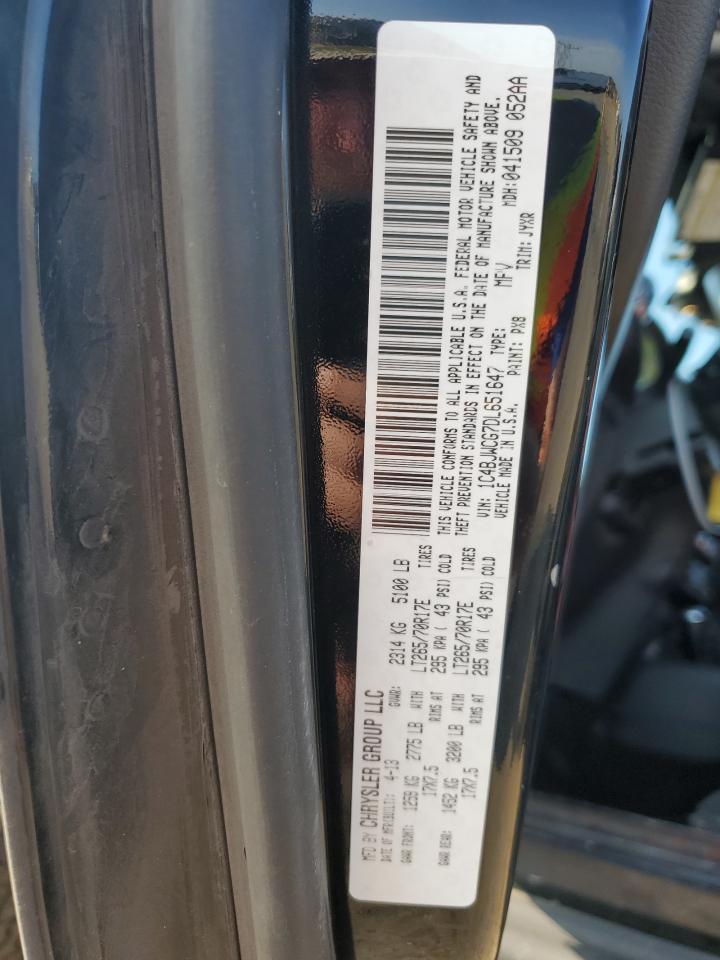 MFD BY CHRYSLER GROUP LLC
DATE OF MFR(BUILT): 4-13 GVWR: 2314 KG 5100 LB
GAWR FRONT: 1259 KG 2775 LB WITH LT265/70R17E TIRES
17X7.5 RIMS AT 295 KPA ( 43 PSI) COLD
GAWR REAR: 1452 KG 3200 LB WITH LT265/70R17E TIRES
17X7.5 RIMS AT 295 KPA ( 43 PSI) COLD
THIS VEHICLE CONFORMS TO ALL APPLICABLE U.S.A. FEDERAL MOTOR VEHICLE SAFETY AND
THEFT PREVENTION STANDARDS IN EFFECT ON THE DATE OF MANUFACTURE SHOWN ABOVE.
VIN: 1C4BJWCG7DL651647 TYPE: MPV MDH:041509 052AA
VEHICLE MADE IN U.S.A. PAINT: PX8 TRIM: JYXR